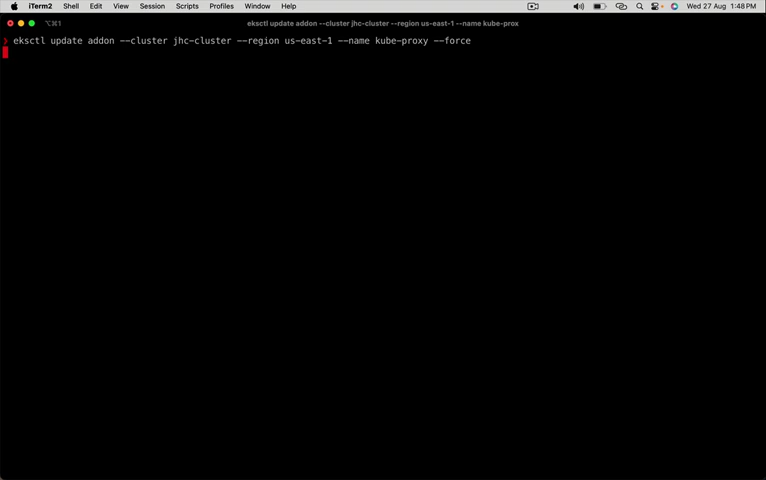 iTerm2 Shell Edit View Session Scripts Profiles Window Help Wed 27 Aug 1:48 PM
⌥⌘1 eksctl update addon --cluster jhc-cluster --region us-east-1 --name kube-prox
❯ eksctl update addon --cluster jhc-cluster --region us-east-1 --name kube-proxy --force